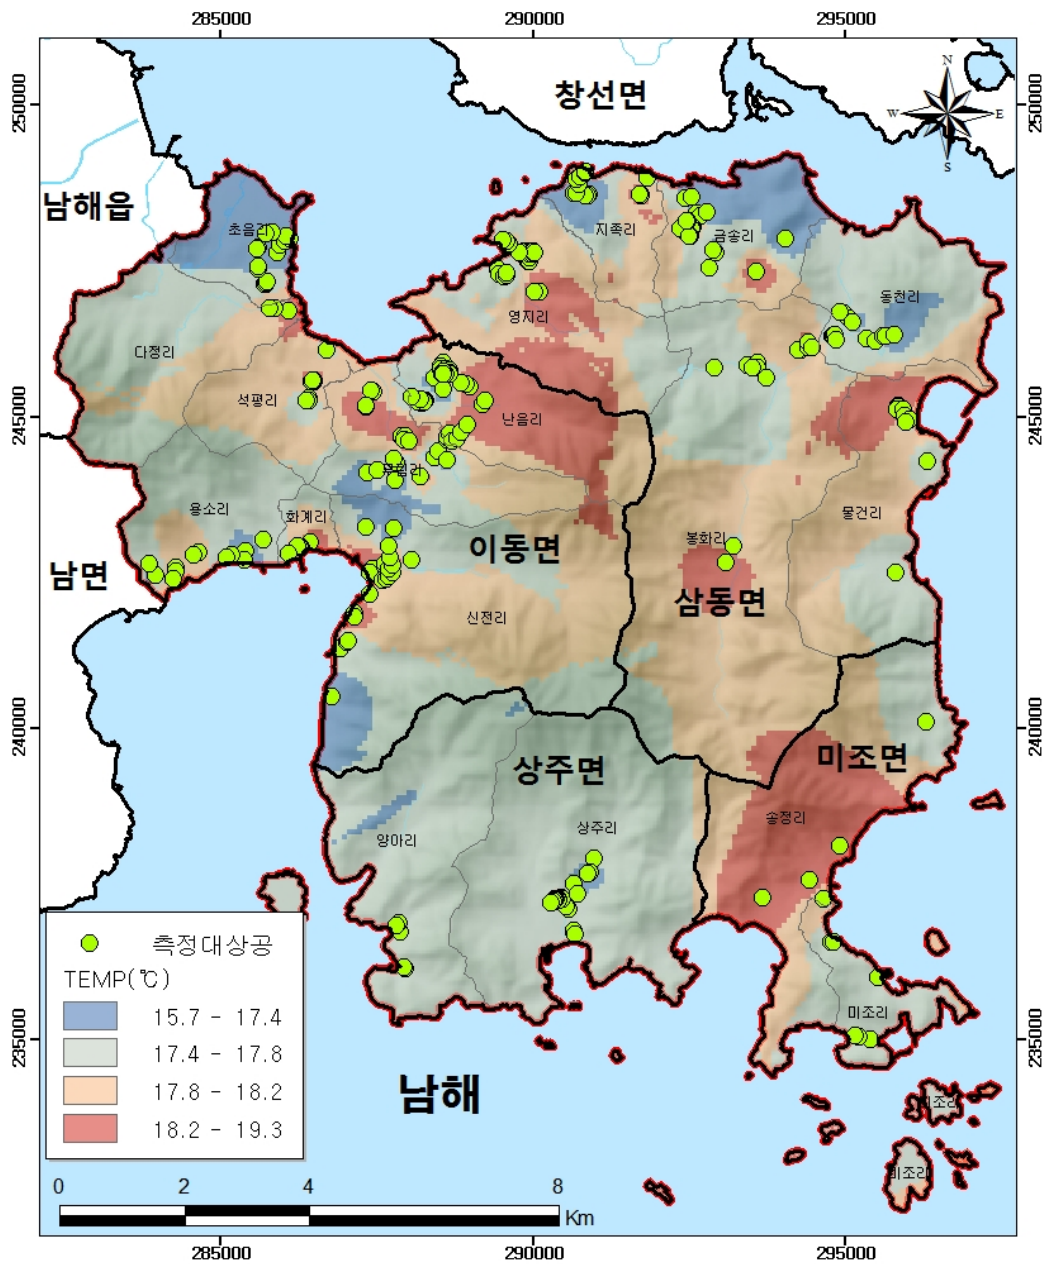 285000
290000
295000
250000
250000
N
W
E
S
창선면
남해읍
초음리
지족리
금송리
동천리
영지리
다정리
석평리
난음리
245000
245000
무림리
용소리
화계리
이동면
봉화리
물건리
남면
삼동면
신전리
240000
240000
상주면
미조면
송정리
양아리
상주리
측정대상공
TEMP(℃)
15.7 - 17.4
17.4 - 17.8
17.8 - 18.2
18.2 - 19.3
미조리
235000
235000
남해
미조리
미조리
0
2
4
8
Km
285000
290000
295000